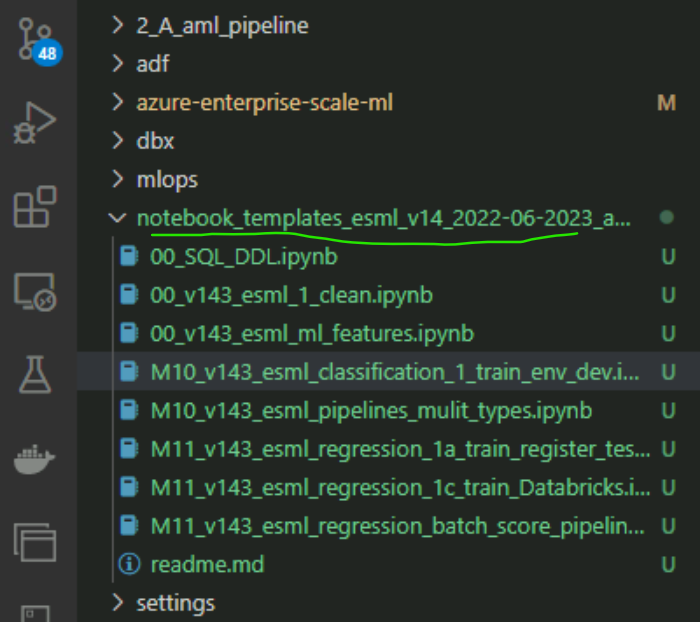 2_A_aml_pipeline
48
adf
azure-enterprise-scale-ml M
dbx
mlops
notebook_templates_esml_v14_2022-06-2023_a...
00_SQL_DDL.ipynb U
00_v143_esml_1_clean.ipynb U
00_v143_esml_ml_features.ipynb U
M10_v143_esml_classification_1_train_env_dev.i... U
M10_v143_esml_pipelines_mulit_types.ipynb U
M11_v143_esml_regression_1a_train_register_tes... U
M11_v143_esml_regression_1c_train_Databricks.i... U
M11_v143_esml_regression_batch_score_pipelin... U
readme.md U
settings